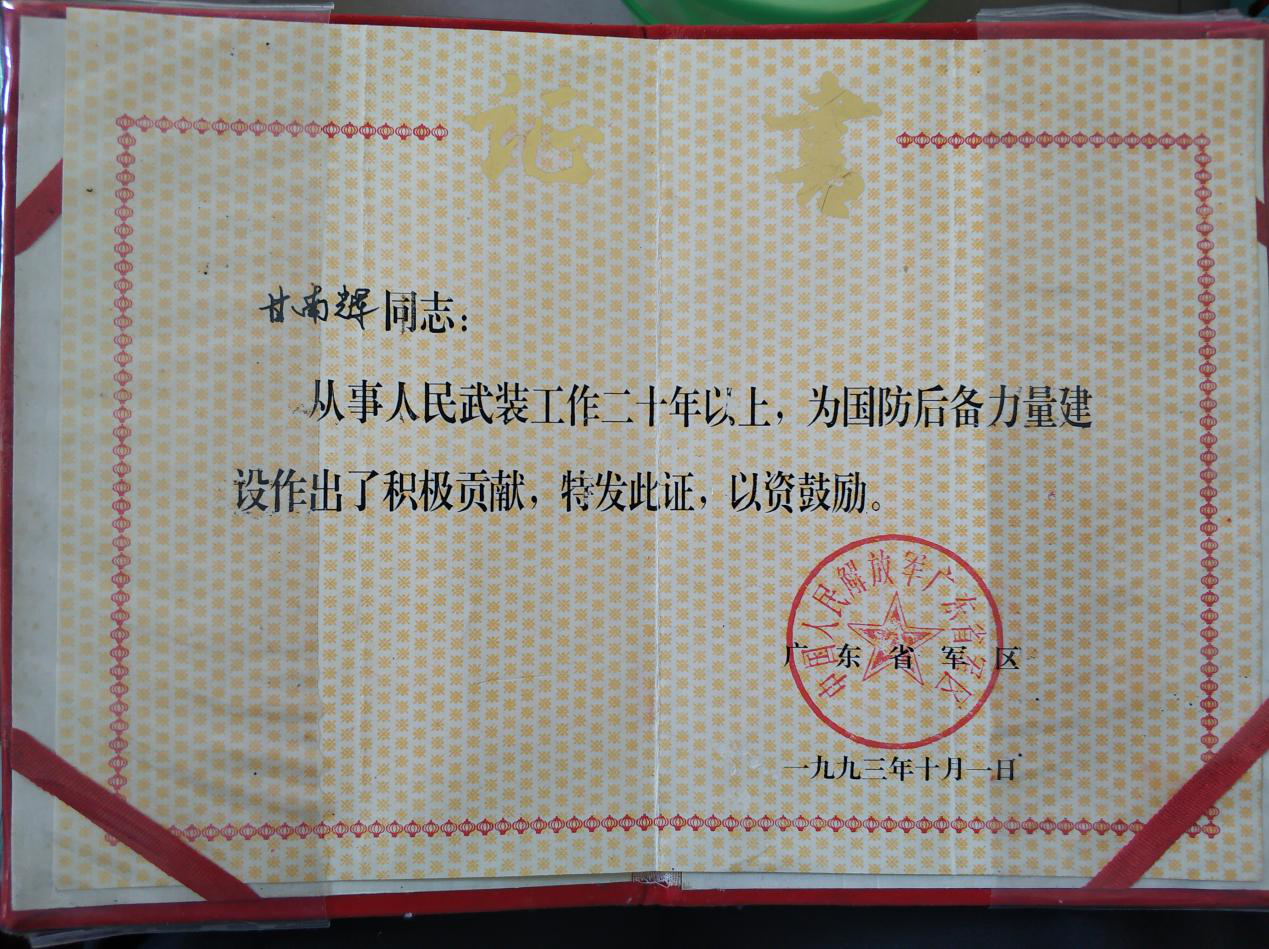 证书
甘南辉同志：
从事人民武装工作二十年以上，为国防后备力量建
设作出了积极贡献，特发此证，以资鼓励。
中国人民解放军广东省军区
广东省军区
一九九三年十月一日